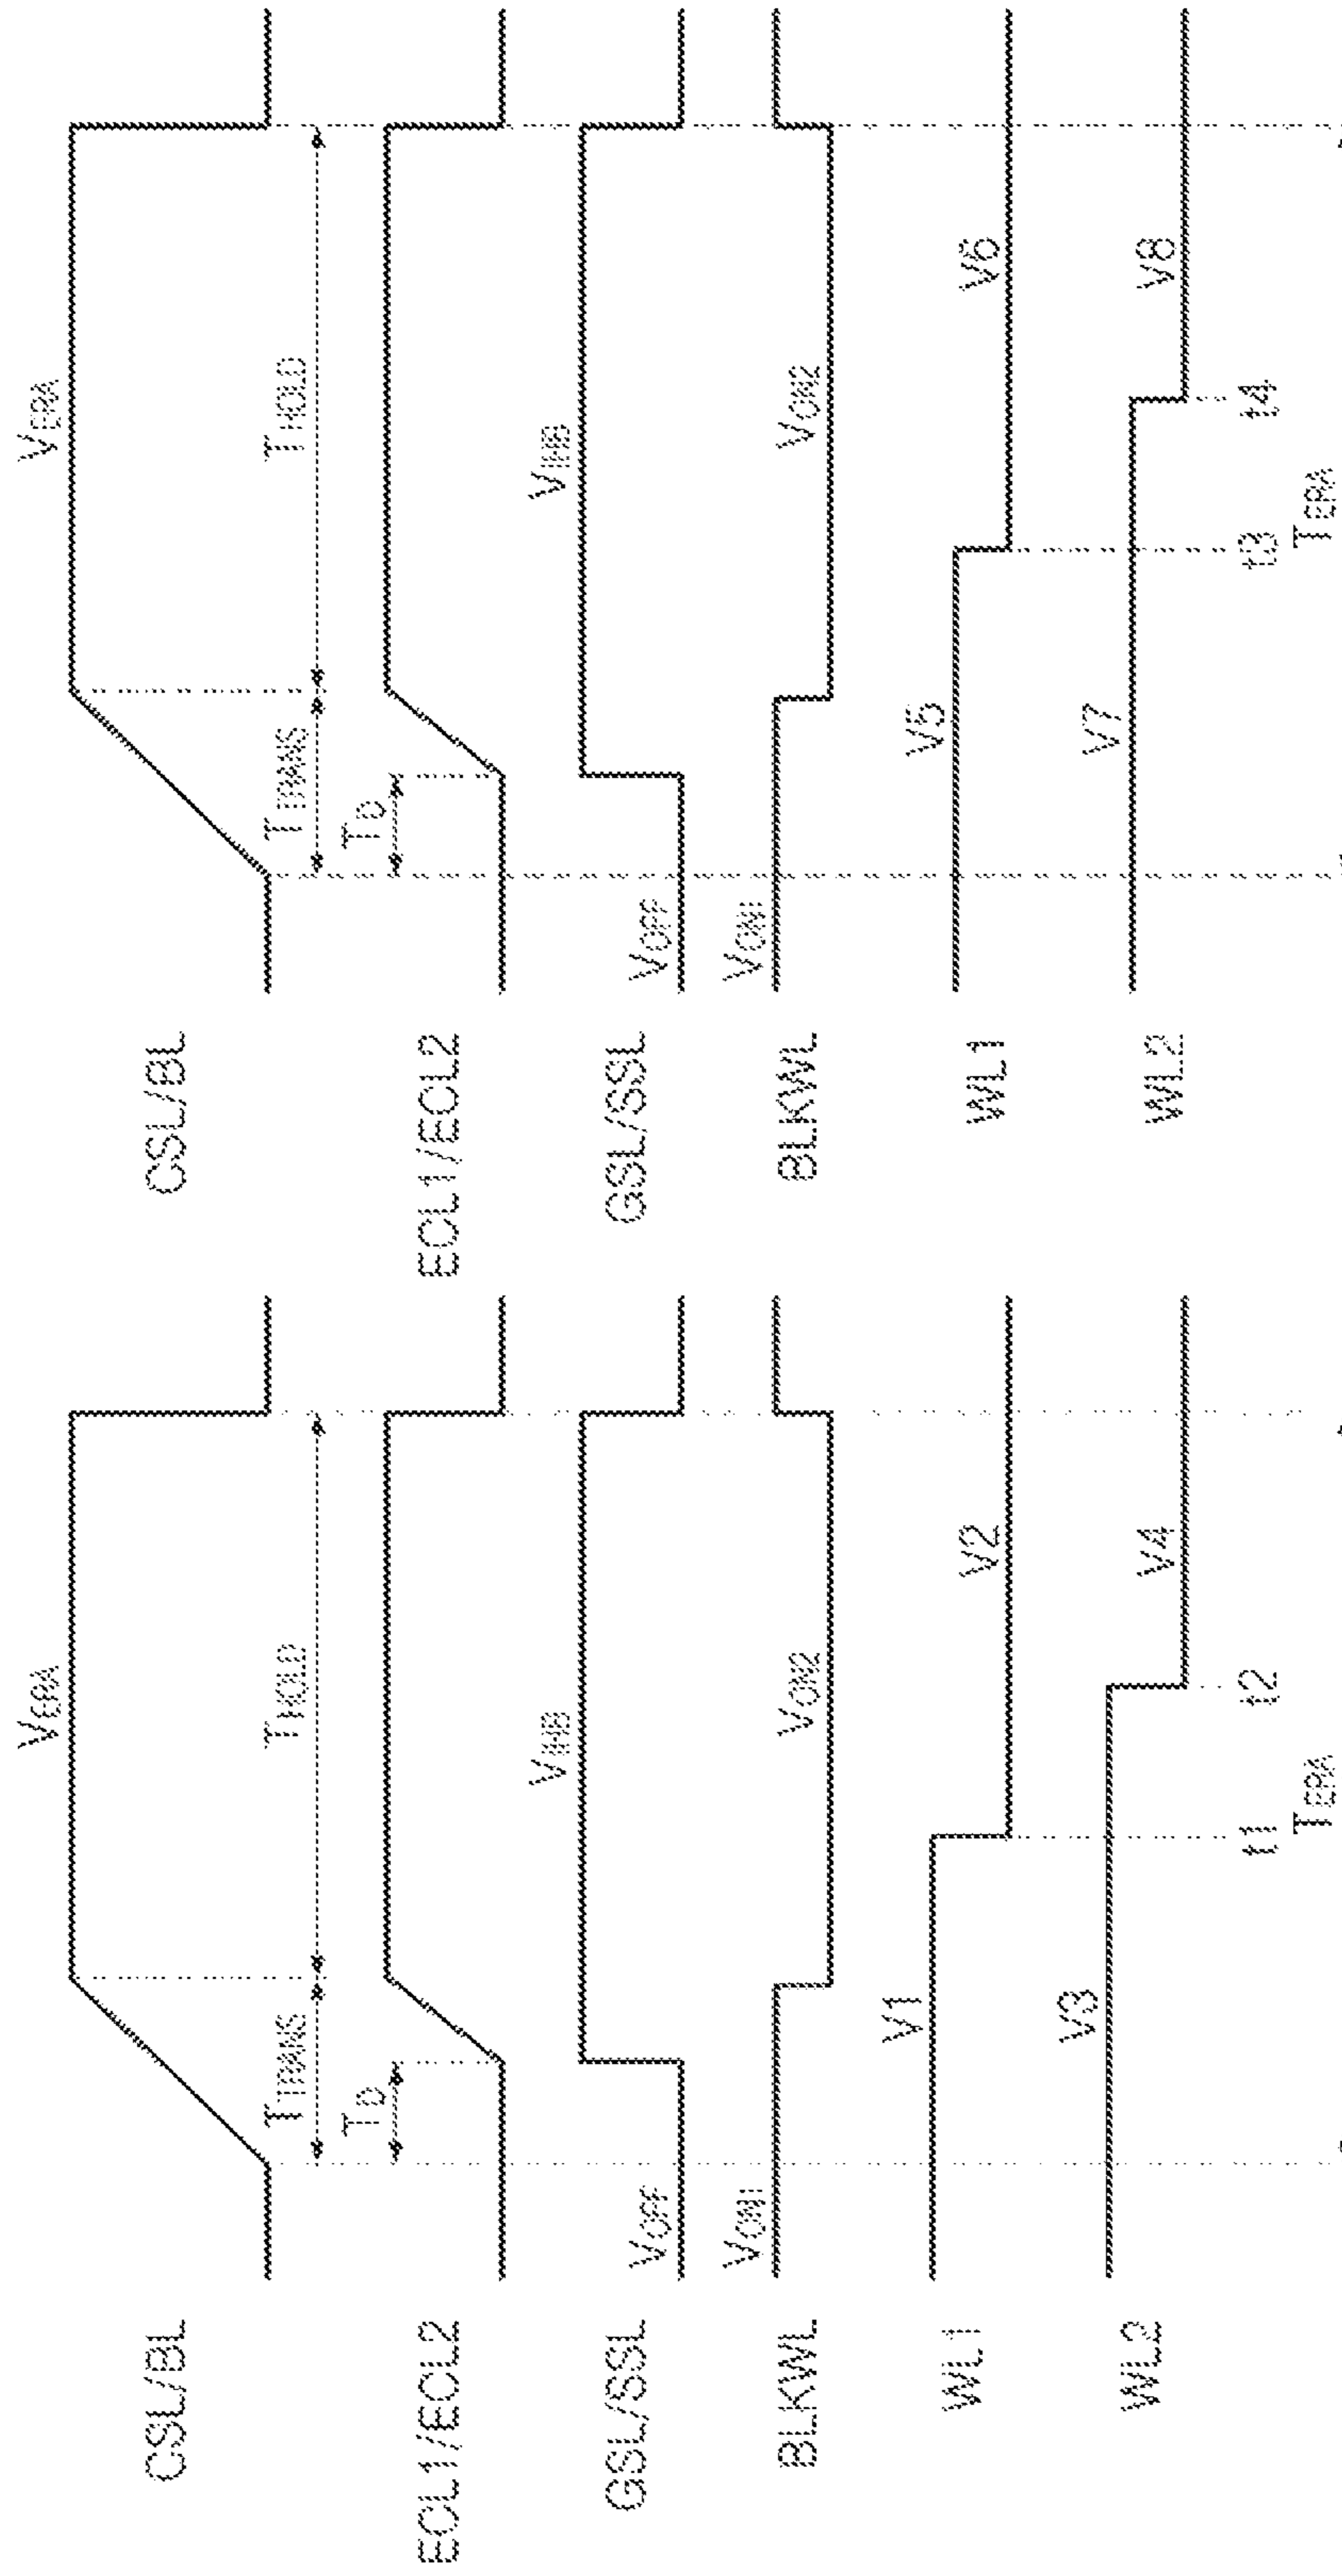 CSL/BL
VERA
TTRANS
THOLD
TD
ECL1/ECL2
GSL/SSL
VOFF
VINB
BLKWL
VON1
VON2
WL1
V1
V2
WL2
V3
V4
t1
t2
TERA
CSL/BL
VERA
TTRANS
THOLD
TD
ECL1/ECL2
GSL/SSL
VOFF
VINB
BLKWL
VON1
VON2
WL1
V5
V6
WL2
V7
V8
t3
t4
TERA